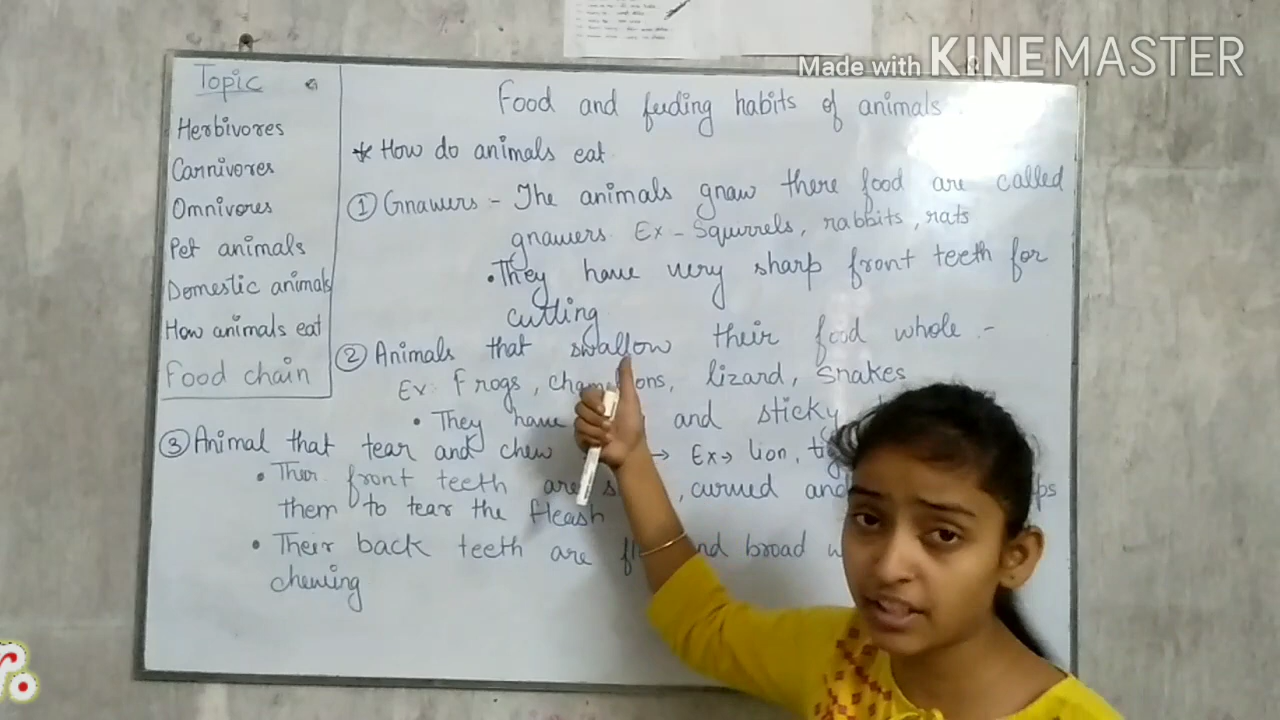 Made with KINEMASTER
Topic
Herbivores
Carnivores
Omnivores
Pet animals
Domestic animals
How animals eat
Food chain
Food and feeding habits of animals.
* How do animals eat
① Gnawers :- The animals gnaw there food are called
gnawers. Ex - Squirrels, rabbits, rats
• They have very sharp front teeth for
cutting
② Animals that swallow their food whole -
Ex: Frogs, lizard, Snakes
• They have and sticky
③ Animal that tear and chew → Ex → lion,
• Thir front teeth are , curved and
them to tear the fleash
• Their back teeth are and broad
chewing